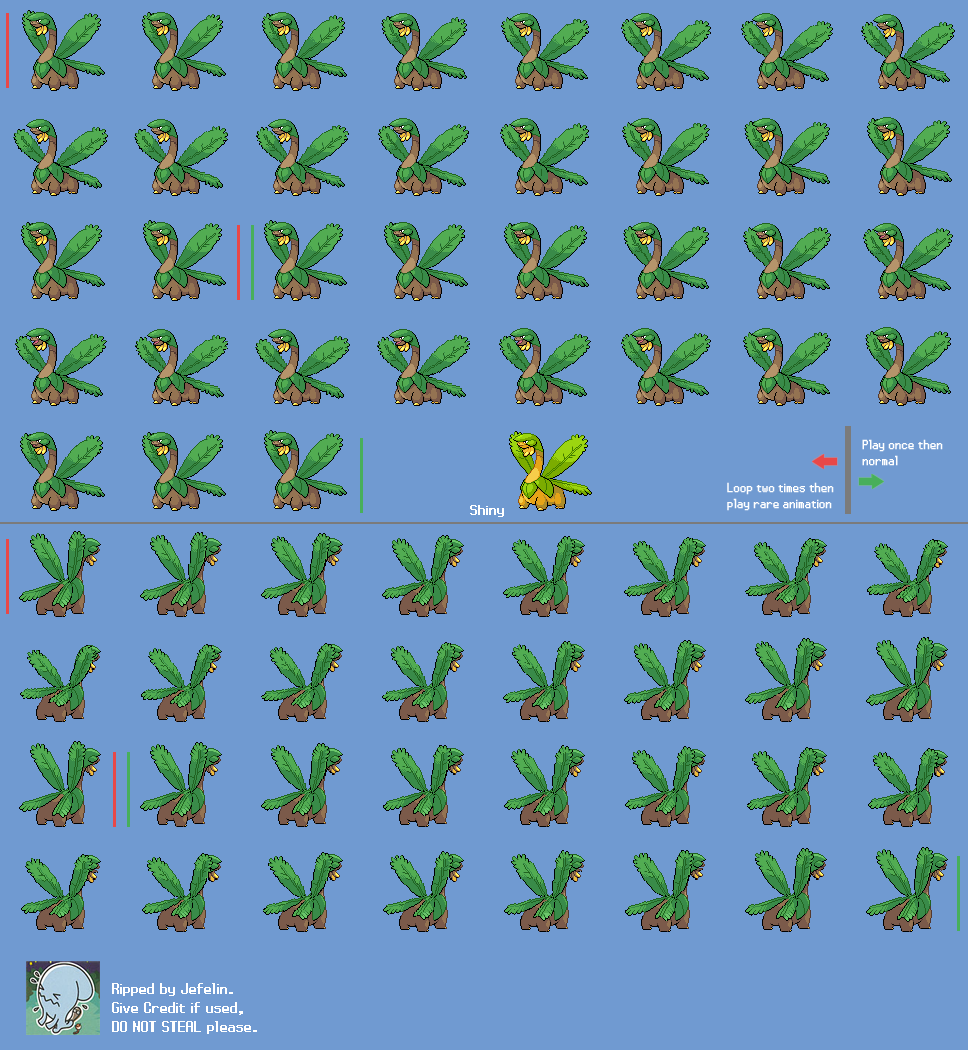 Play once then
normal
Loop two times then
play rare animation
Shiny
Ripped by Jefelin.
Give Credit if used,
DO NOT STEAL please.